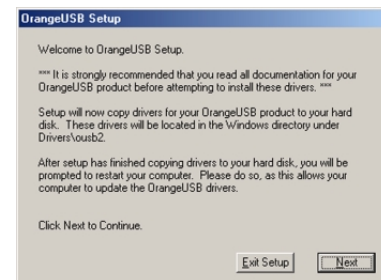 OrangeUSB Setup
Welcome to OrangeUSB Setup.
*** It is strongly recommended that you read all documentation for your
OrangeUSB product before attempting to install these drivers. ***
Setup will now copy drivers for your OrangeUSB product to your hard
disk.  These drivers will be located in the Windows directory under
Drivers\ousb2.
After setup has finished copying drivers to your hard disk, you will be
prompted to restart your computer.  Please do so, as this allows your
computer to update the OrangeUSB drivers.
Click Next to Continue.
Exit Setup Next